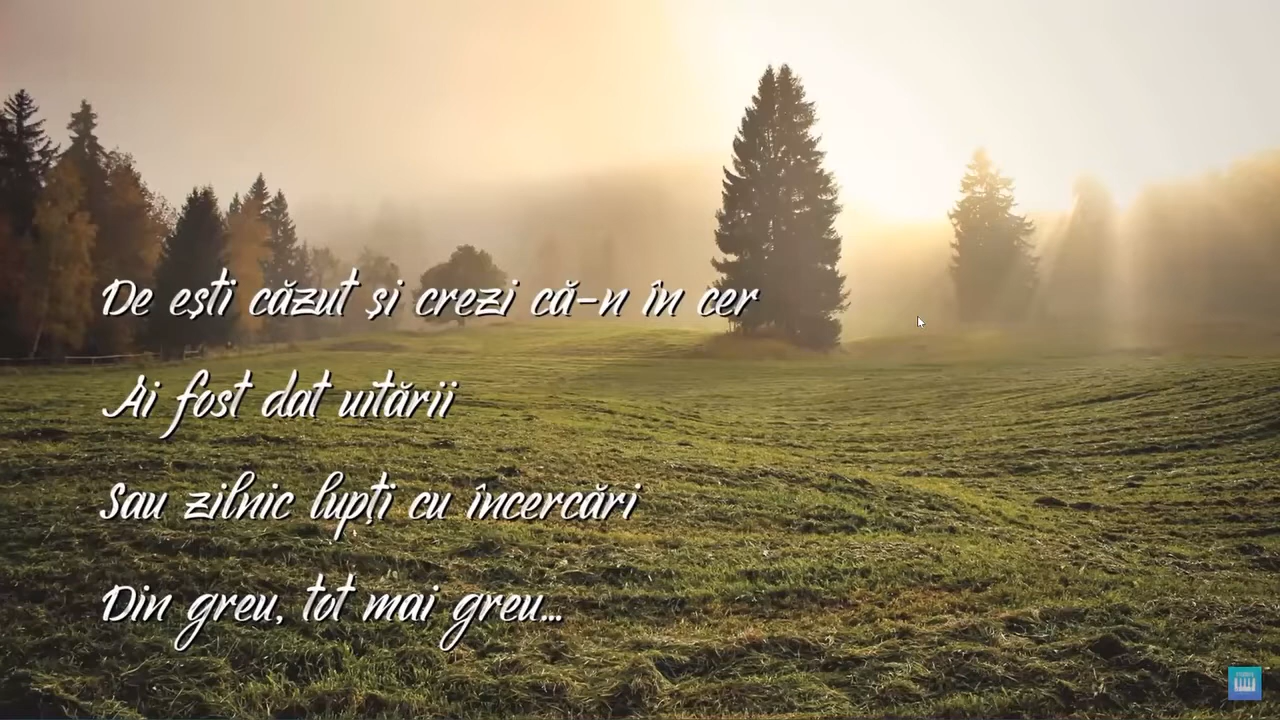 De ești căzut și crezi că-n în cer
Ai fost dat uitării
Sau zilnic lupți cu încercări
Din greu, tot mai greu...